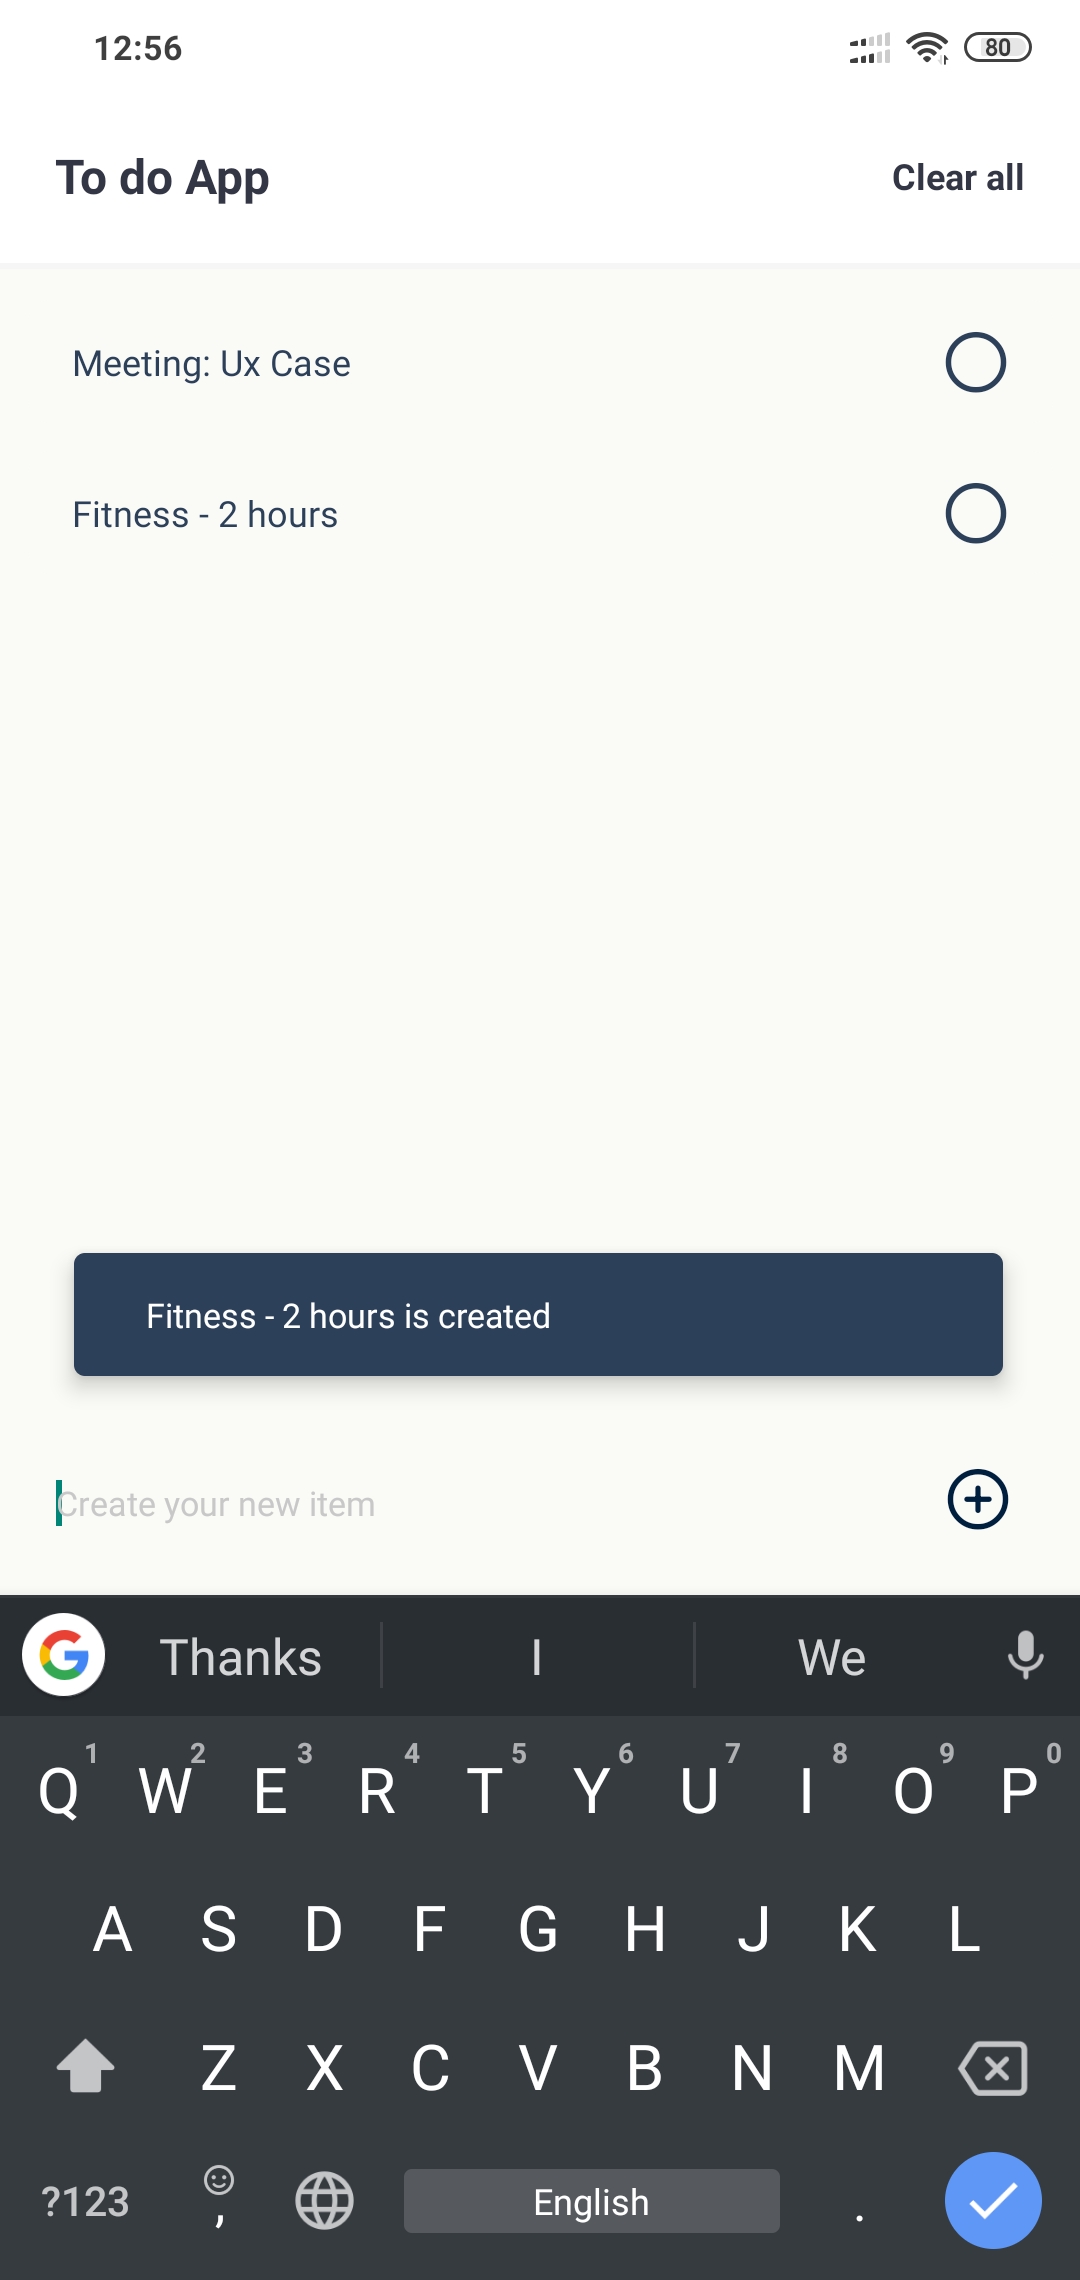 12:56
80
To do App
Clear all
Meeting: Ux Case
Fitness - 2 hours
Fitness - 2 hours is created
Create your new item
G Thanks I We
1 2 3 4 5 6 7 8 9 0
Q W E R T Y U I O P
A S D F G H J K L
Z X C V B N M
?123 , English .